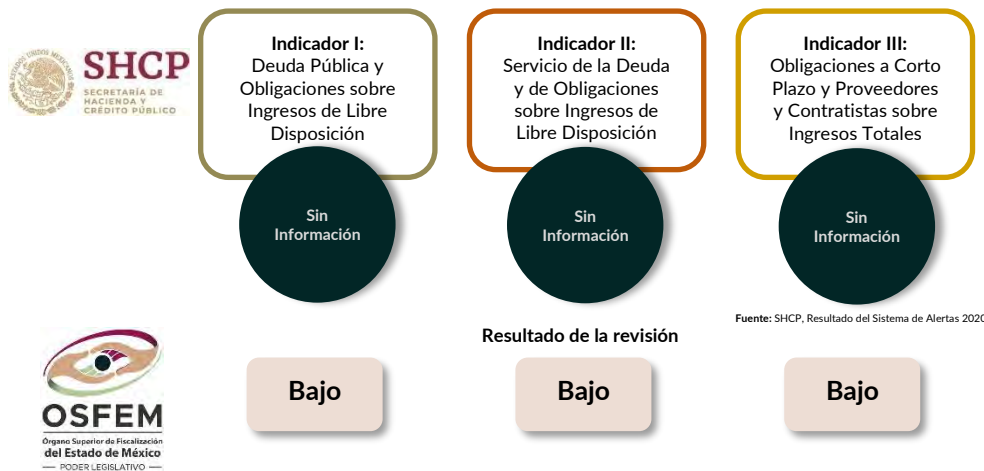 ESTADOS UNIDOS MEXICANOS
SHCP
SECRETARÍA DE
HACIENDA Y
CRÉDITO PÚBLICO
Indicador I:
Deuda Pública y
Obligaciones sobre
Ingresos de Libre
Disposición
Sin
Información
Indicador II:
Servicio de la Deuda
y de Obligaciones
sobre Ingresos de
Libre Disposición
Sin
Información
Indicador III:
Obligaciones a Corto
Plazo y Proveedores
y Contratistas sobre
Ingresos Totales
Sin
Información
Fuente: SHCP, Resultado del Sistema de Alertas 2020
Resultado de la revisión
OSFEM
Órgano Superior de Fiscalización
del Estado de México
PODER LEGISLATIVO
Bajo
Bajo
Bajo